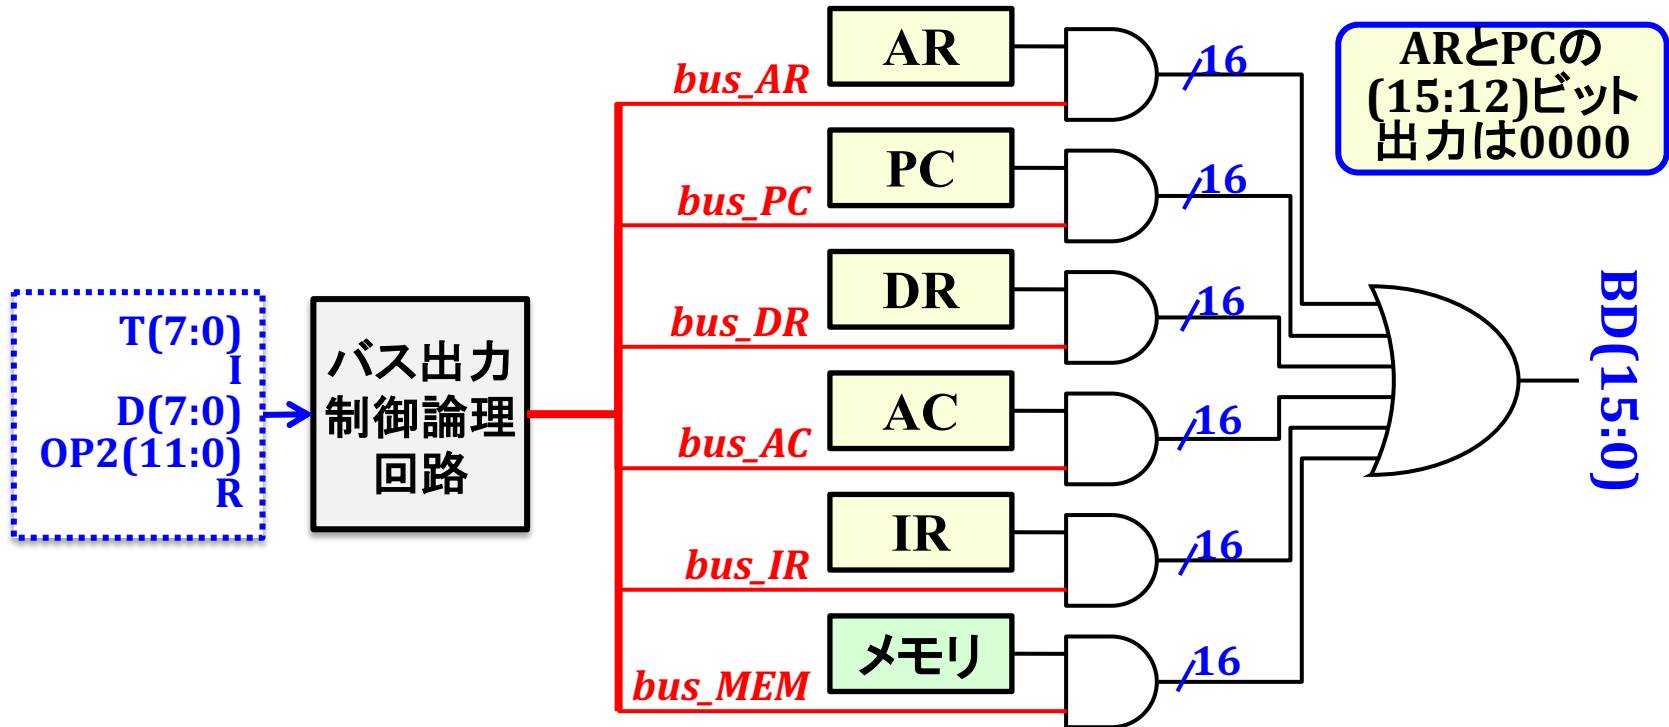 T(7:0)
I
D(7:0)
OP2(11:0)
R
バス出力
制御論理
回路
bus_AR
AR
16
bus_PC
PC
16
bus_DR
DR
16
bus_AC
AC
16
bus_IR
IR
16
bus_MEM
メモリ
16
ARとPCの
(15:12)ビット
出力は0000
BD(15:0)